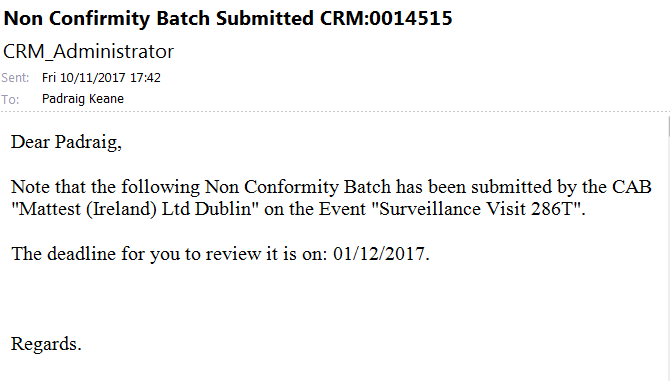 Non Confirmity Batch Submitted CRM:0014515
CRM_Administrator
Sent: Fri 10/11/2017 17:42
To: Padraig Keane
Dear Padraig,
Note that the following Non Conformity Batch has been submitted by the CAB
"Mattest (Ireland) Ltd Dublin" on the Event "Surveillance Visit 286T".
The deadline for you to review it is on: 01/12/2017.
Regards.